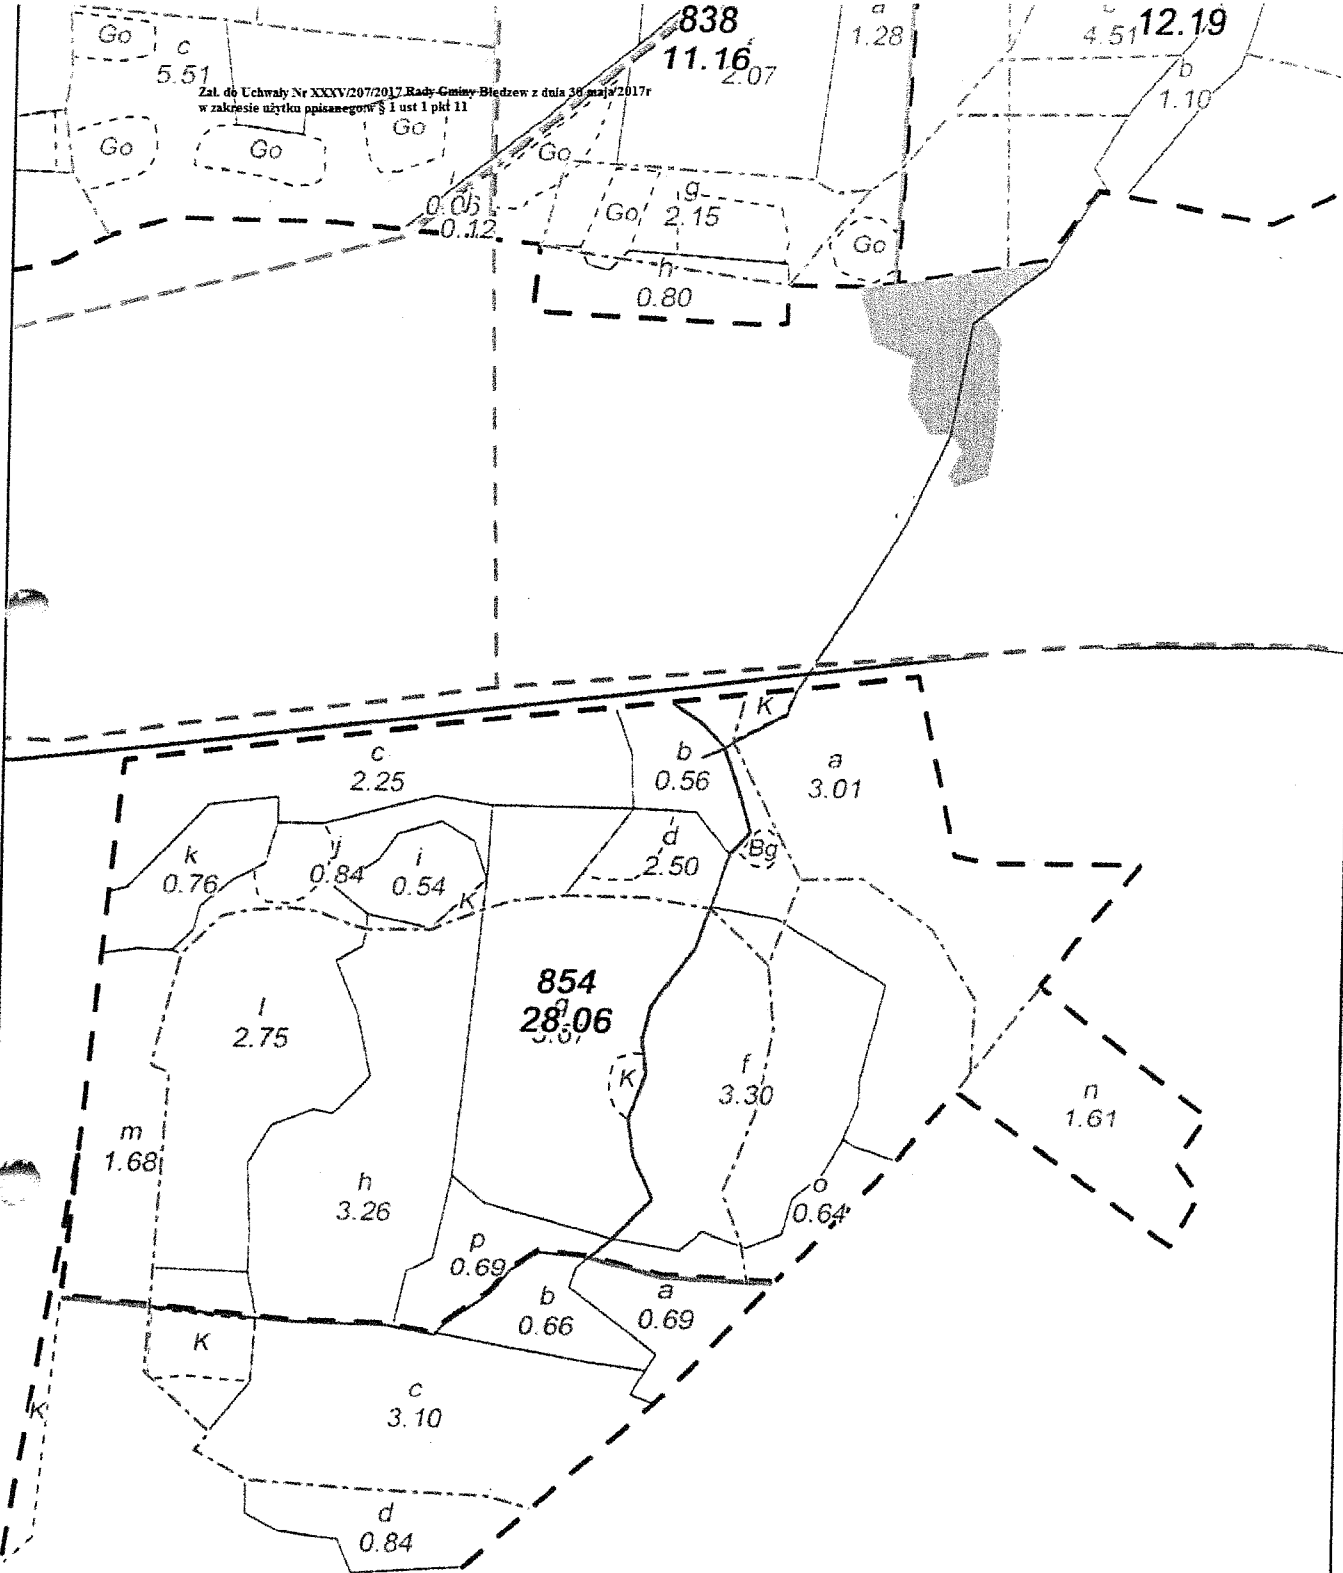 838
11.16
2.07
a
1.28
12.19
4.51
b
1.10
Go
c
5.51
Zał. do Uchwały Nr XXXV/207/2017 Rady Gminy Bledzew z dnia 30 maja 2017r
w zakresie użytku opisanego w § 1 ust 1 pkt 11
Go
Go
Go
Go
0.06
0.12
Go
g
2.15
Go
h
0.80
K
c
2.25
b
0.56
a
3.01
k
0.76
j
0.84
i
0.54
K
d
2.50
Bg
854
28.06
l
2.75
K
f
3.30
n
1.61
m
1.68
h
3.26
o
0.64
p
0.69
b
0.66
a
0.69
K
K
c
3.10
d
0.84